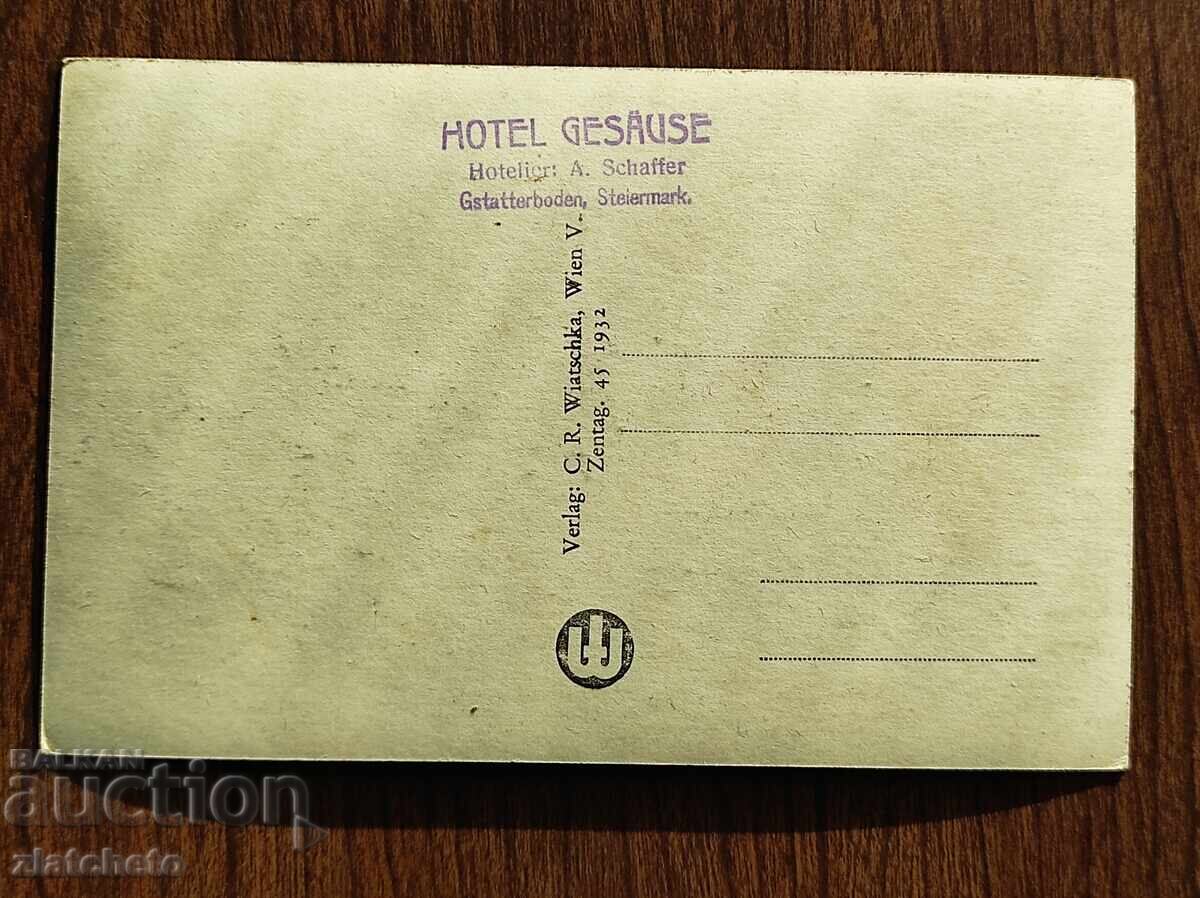 HOTEL GESÄUSE
Hotelier: A. Schaffer
Gstatterboden, Steiermark.
Verlag: C. R. Wiatschka, Wien V.
Zentag. 45 1932
BALKAN
auction
zlatcheto